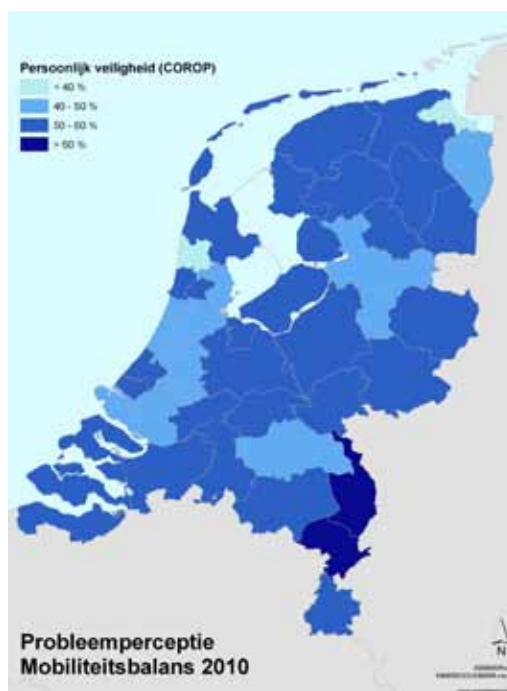 Persoonlijk veiligheid (COROP)
< 40 %
40 - 50 %
50 - 60 %
> 60 %
Probleemperceptie
Mobiliteitsbalans 2010
N